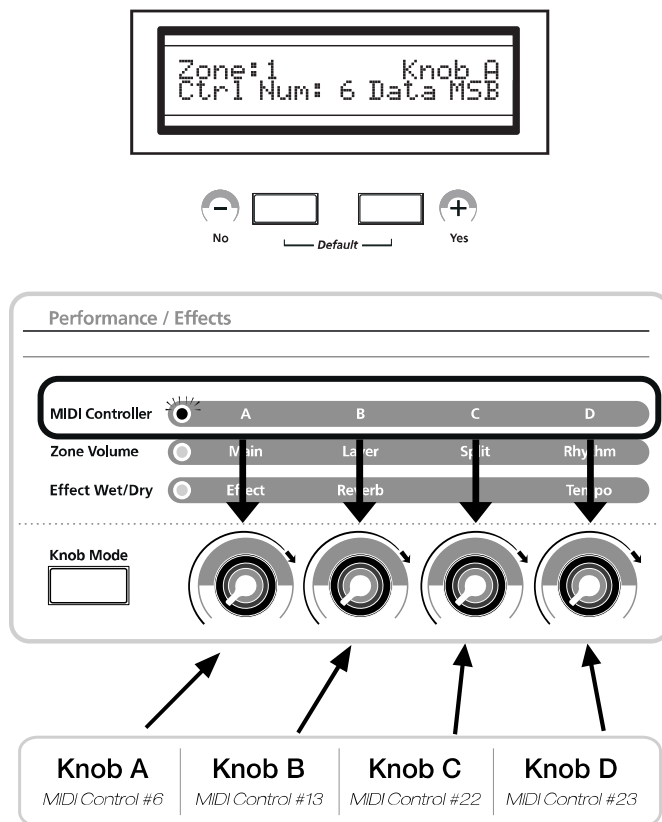 Zone:1 Knob A
Ctrl Num: 6 Data MSB
− +
No Default Yes
Performance / Effects
MIDI Controller A B C D
Zone Volume Main Layer Split Rhythm
Effect Wet/Dry Effect Reverb Tempo
Knob Mode
Knob A Knob B Knob C Knob D
MIDI Control #6 MIDI Control #13 MIDI Control #22 MIDI Control #23